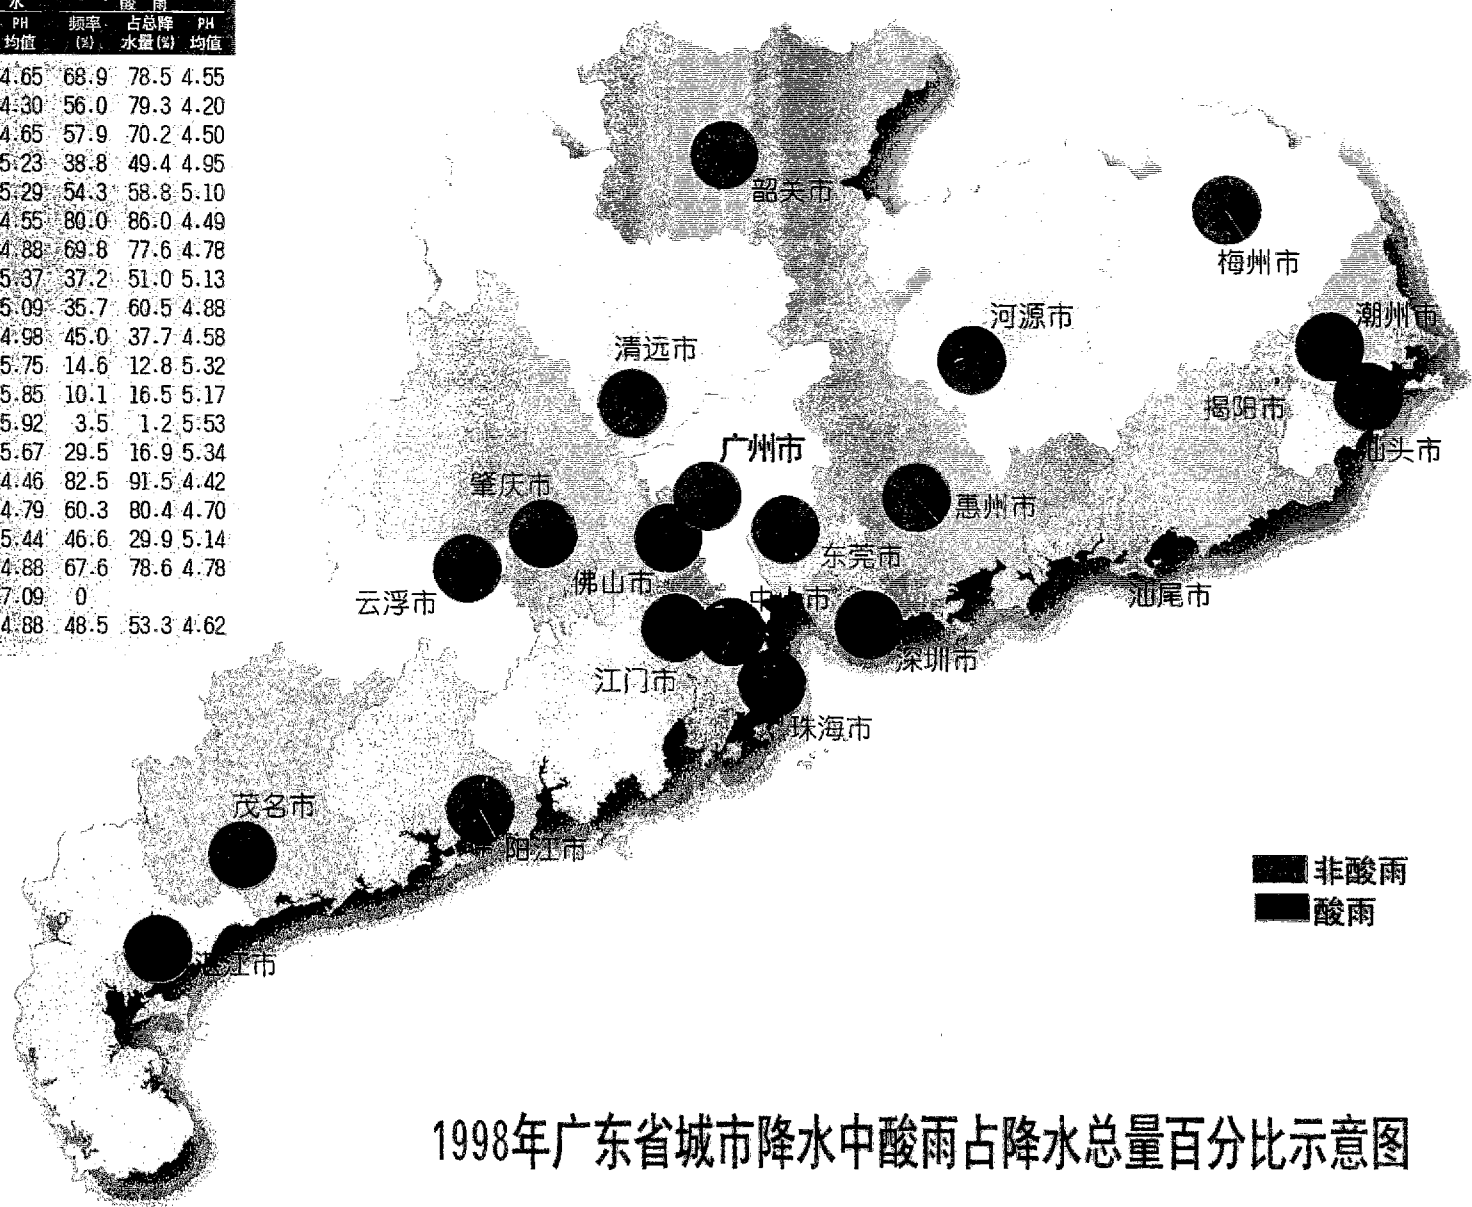 水 酸 雨
PH 频率 占总降 PH
均值 (%) 水量(%) 均值
4.65 68.9 78.5 4.55
4.30 56.0 79.3 4.20
4.65 57.9 70.2 4.50
5.23 38.8 49.4 4.95
5.29 54.3 58.8 5.10
4.55 80.0 86.0 4.49
4.88 69.8 77.6 4.78
5.37 37.2 51.0 5.13
5.09 35.7 60.5 4.88
4.98 45.0 37.7 4.58
5.75 14.6 12.8 5.32
5.85 10.1 16.5 5.17
5.92 3.5 1.2 5.53
5.67 29.5 16.9 5.34
4.46 82.5 91.5 4.42
4.79 60.3 80.4 4.70
5.44 46.6 29.9 5.14
4.88 67.6 78.6 4.78
7.09 0
4.88 48.5 53.3 4.62
韶关市
梅州市
河源市
潮州市
清远市
揭阳市
广州市
汕头市
肇庆市
惠州市
东莞市
佛山市
云浮市
中山市
汕尾市
深圳市
江门市
珠海市
茂名市
阳江市
非酸雨
酸雨
湛江市
1998年广东省城市降水中酸雨占降水总量百分比示意图